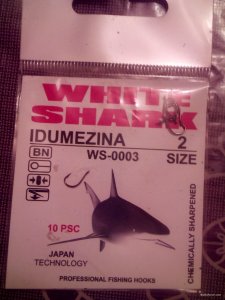 WHITE
SHARK
IDUMEZINA 2
BN WS-0003 SIZE
10 PSC
JAPAN
TECHNOLOGY
CHEMICALLY SHARPENED
PROFESSIONAL FISHING HOOKS